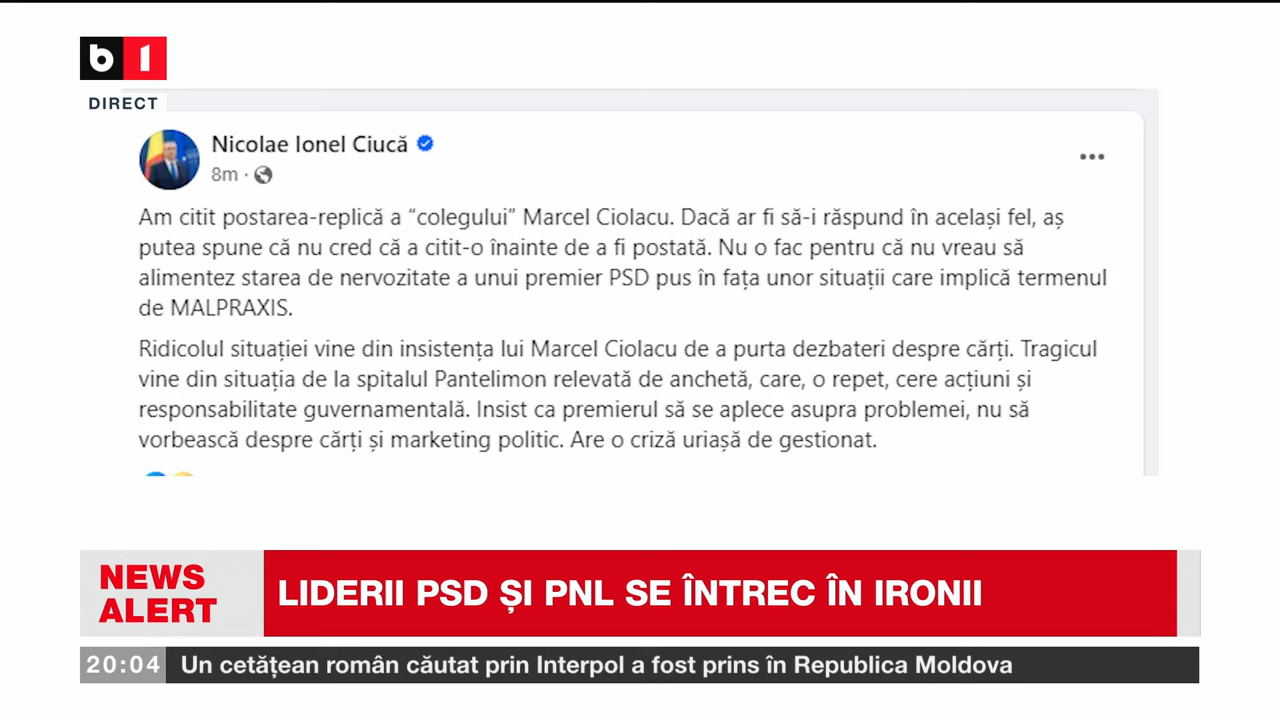 b1
DIRECT
Nicolae Ionel Ciucă
8m ·
Am citit postarea-replică a “colegului” Marcel Ciolacu. Dacă ar fi să-i răspund în același fel, aș
putea spune că nu cred că a citit-o înainte de a fi postată. Nu o fac pentru că nu vreau să
alimentez starea de nervozitate a unui premier PSD pus în fața unor situații care implică termenul
de MALPRAXIS.
Ridicolul situației vine din insistența lui Marcel Ciolacu de a purta dezbateri despre cărți. Tragicul
vine din situația de la spitalul Pantelimon relevată de anchetă, care, o repet, cere acțiuni și
responsabilitate guvernamentală. Insist ca premierul să se aplece asupra problemei, nu să
vorbească despre cărți și marketing politic. Are o criză uriașă de gestionat.
NEWS
ALERT
LIDERII PSD ȘI PNL SE ÎNTREC ÎN IRONII
20:04 Un cetățean român căutat prin Interpol a fost prins în Republica Moldova